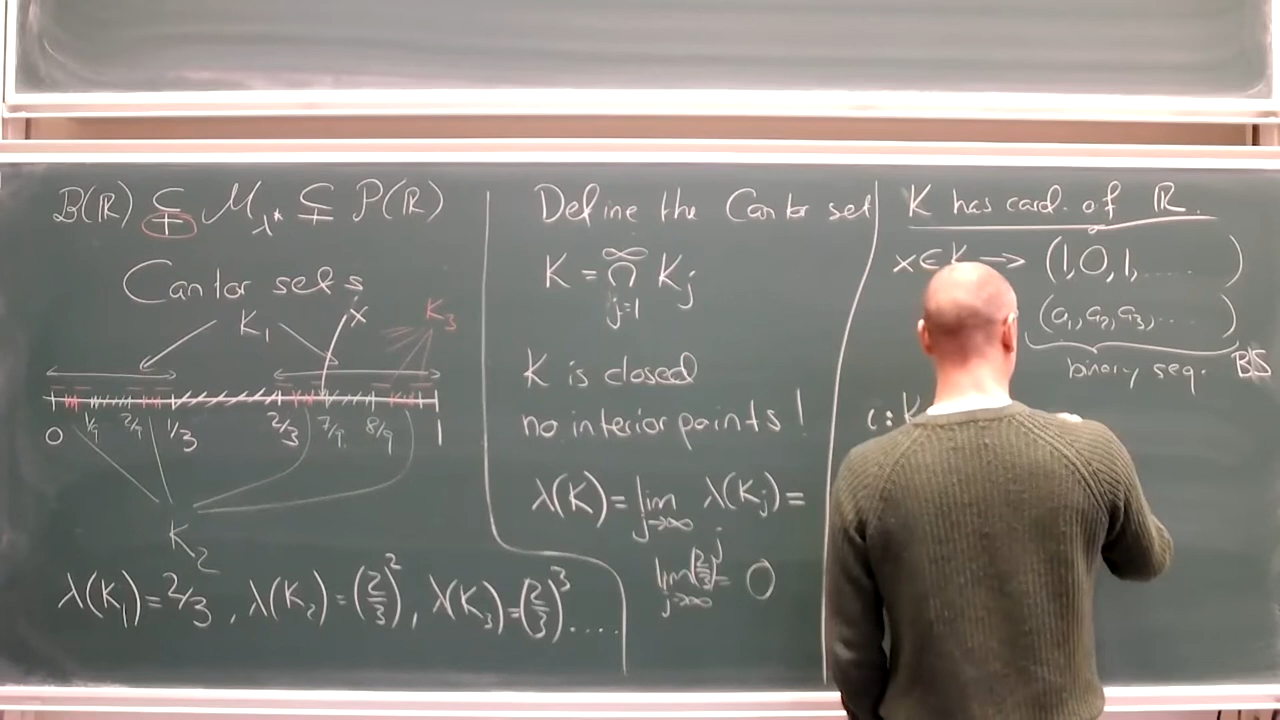 B(ℝ) ⊊ M_λ* ⊊ P(ℝ)
Cantor sets
K₁ x K₃
0 1/9 2/9 1/3 2/3 7/9 8/9 1
K₂
λ(K₁)=2/3, λ(K₂)=(2/3)², λ(K₃)=(2/3)³....
Define the Cantor set
K = ∩_{j=1}^{∞} K_j
K is closed
no interior points!
λ(K)=lim_{j→∞} λ(K_j)=
lim_{j→∞} (2/3)^j = 0
K has card. of ℝ.
x∈K → (1,0,1,.....)
(a₁,a₂,a₃,....)
binary seq. BS
c: K